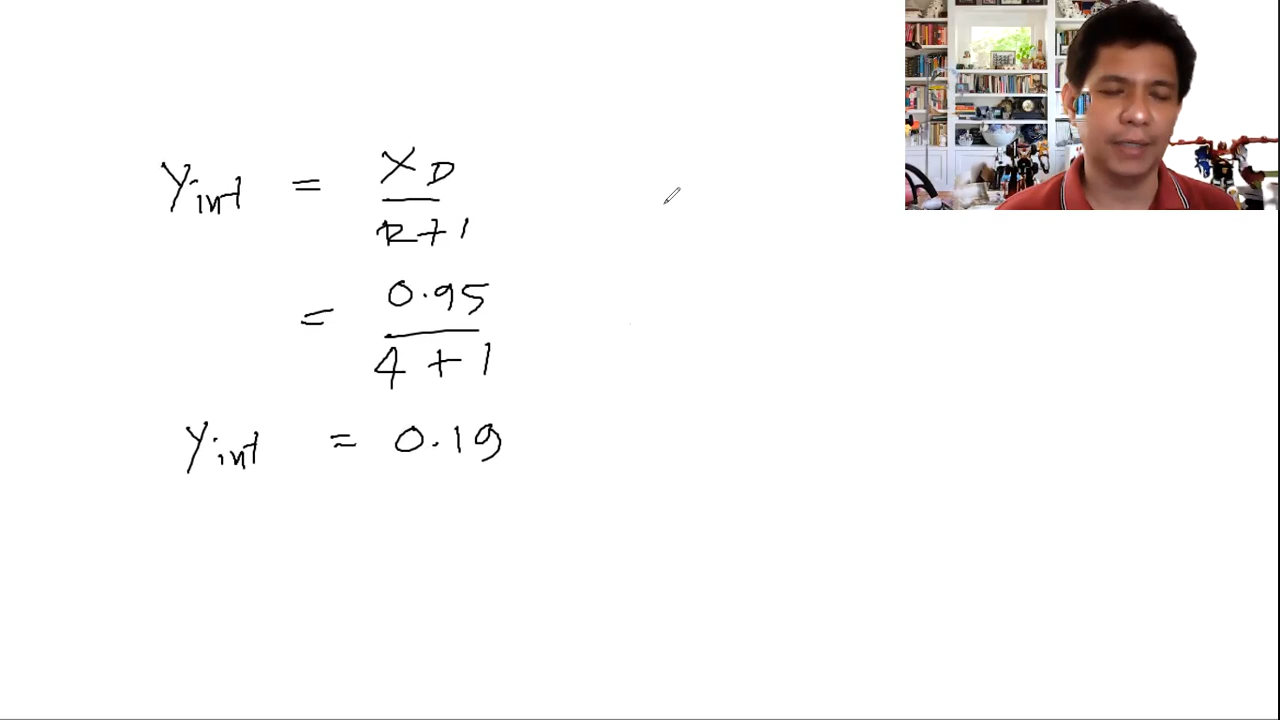 Yint = XD
R+1
= 0.95
4 + 1
Yint = 0.19